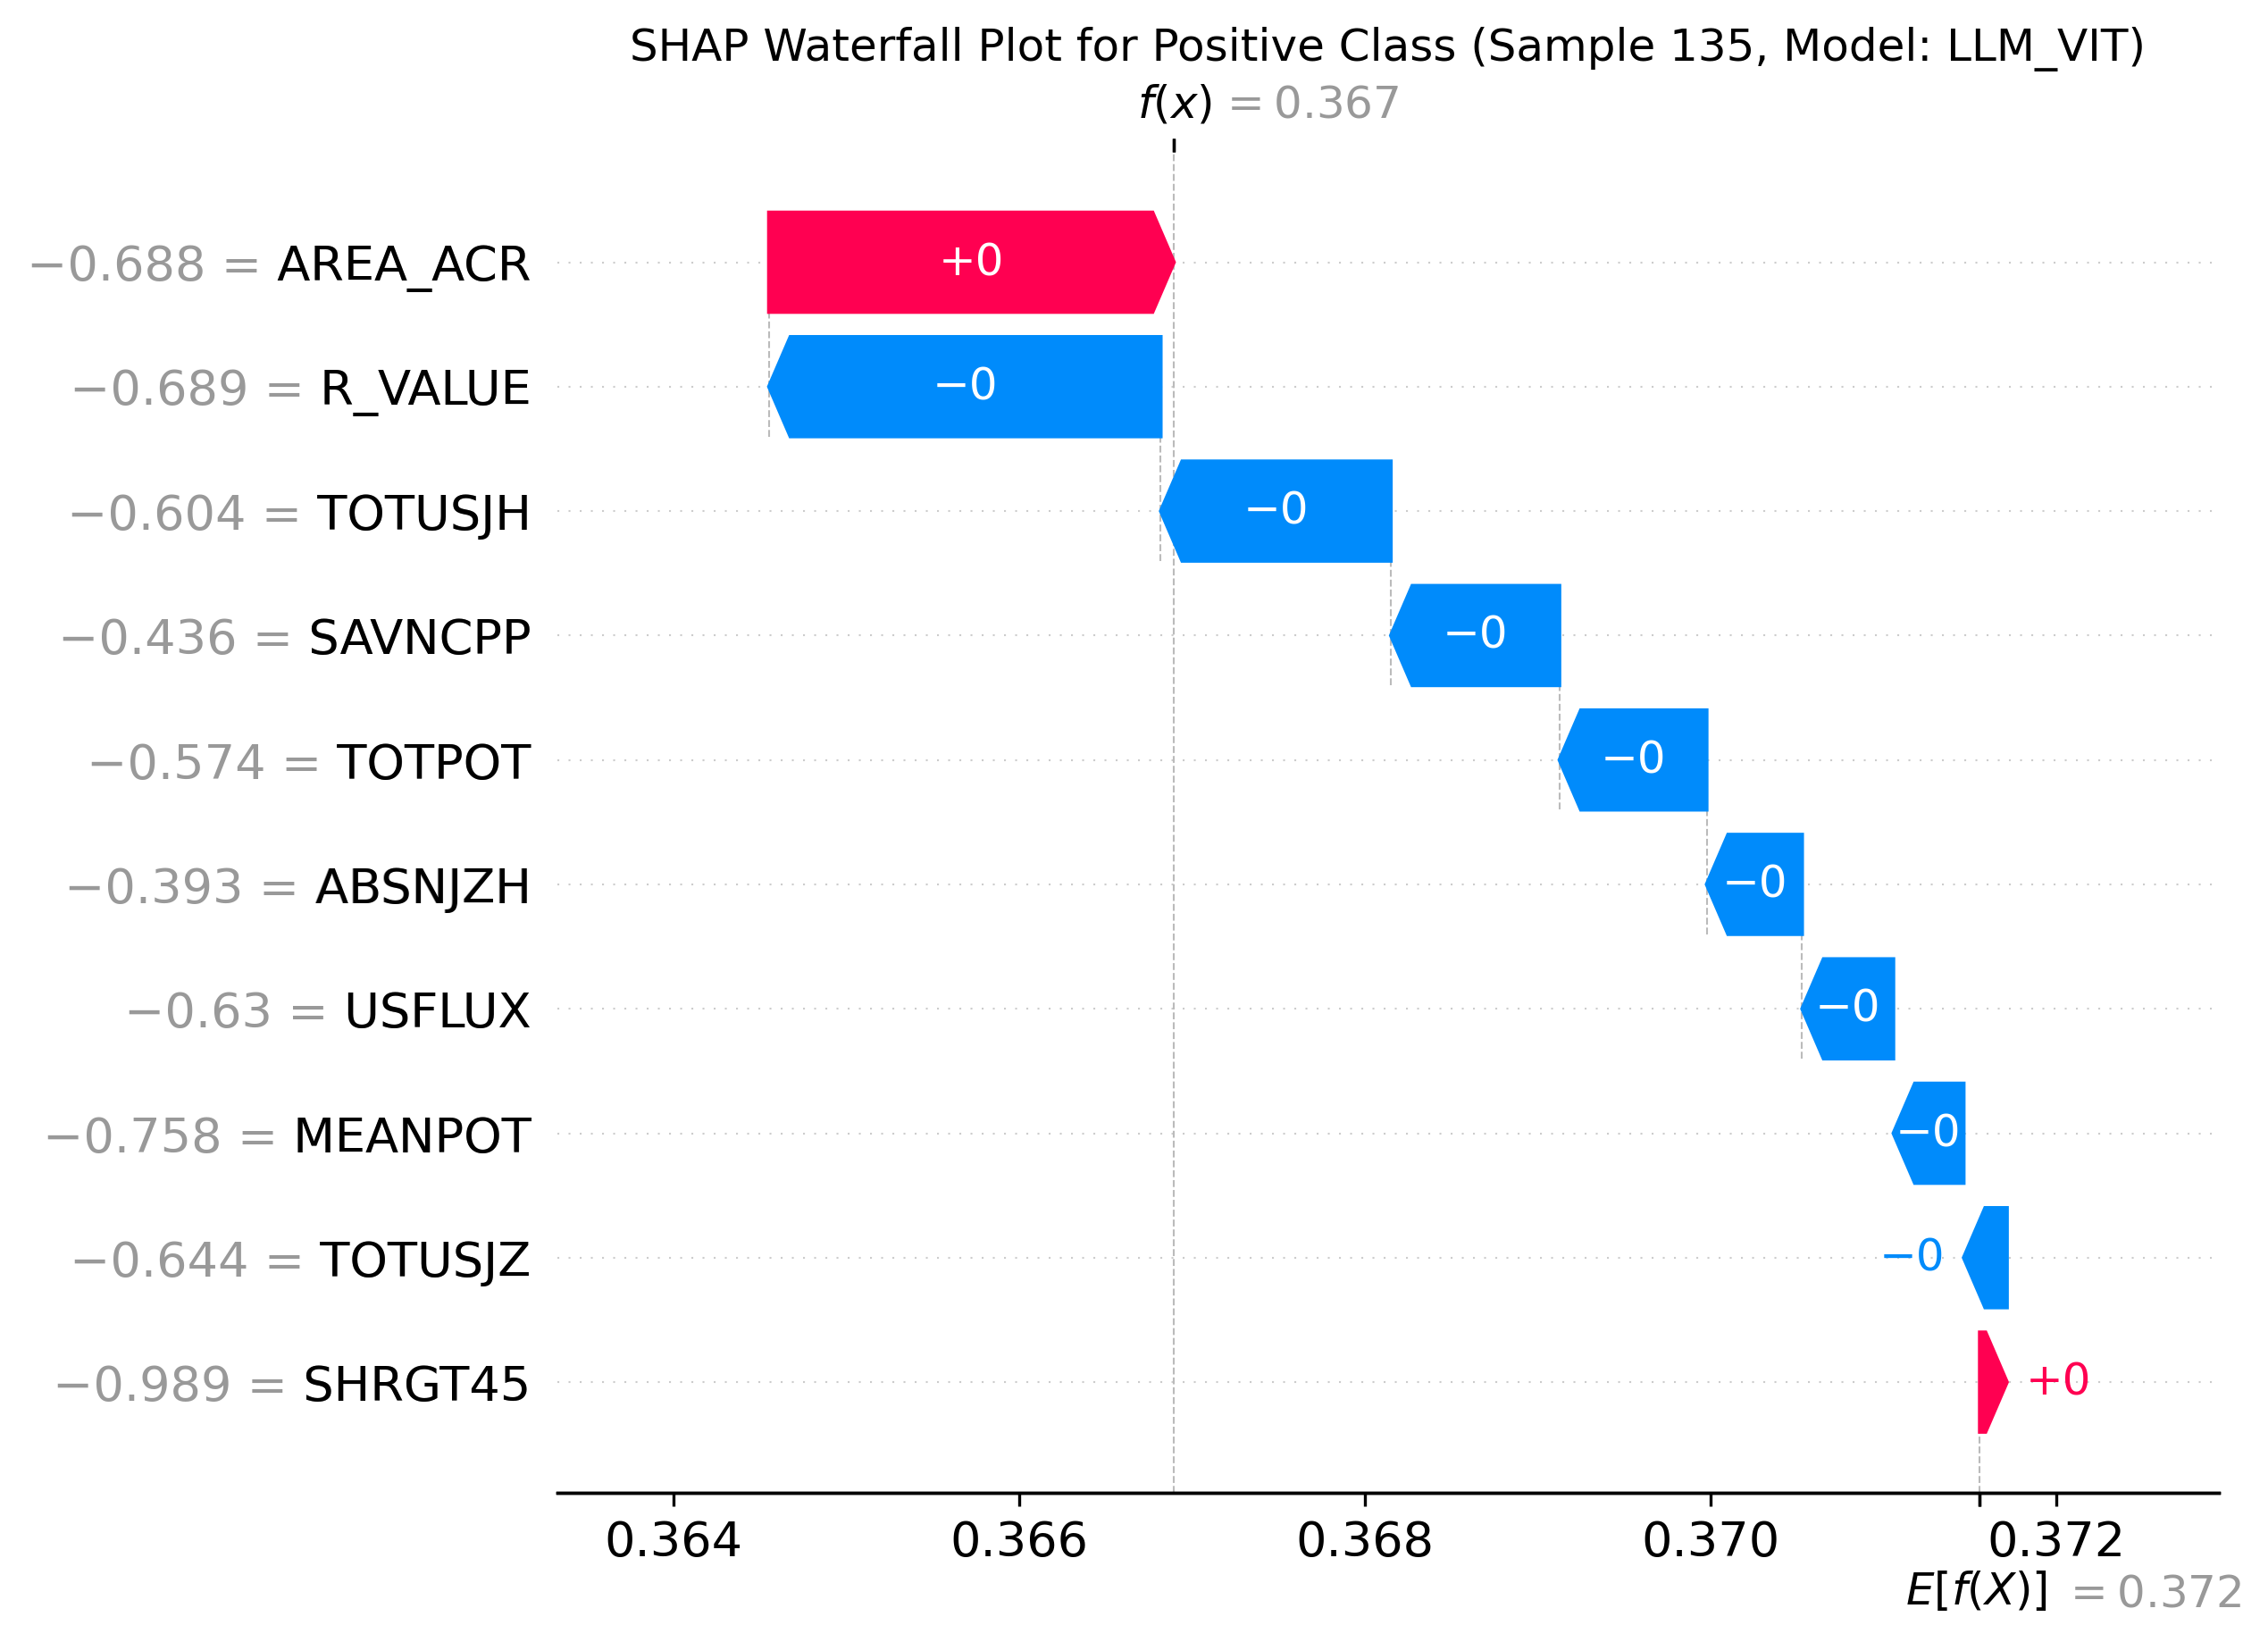 SHAP Waterfall Plot for Positive Class (Sample 135, Model: LLM_VIT)
f(x) = 0.367
−0.688 = AREA_ACR +0
−0.689 = R_VALUE −0
−0.604 = TOTUSJH −0
−0.436 = SAVNCPP −0
−0.574 = TOTPOT −0
−0.393 = ABSNJZH −0
−0.63 = USFLUX −0
−0.758 = MEANPOT −0
−0.644 = TOTUSJZ −0
−0.989 = SHRGT45 +0
0.364 0.366 0.368 0.370 0.372
E[f(X)] = 0.372